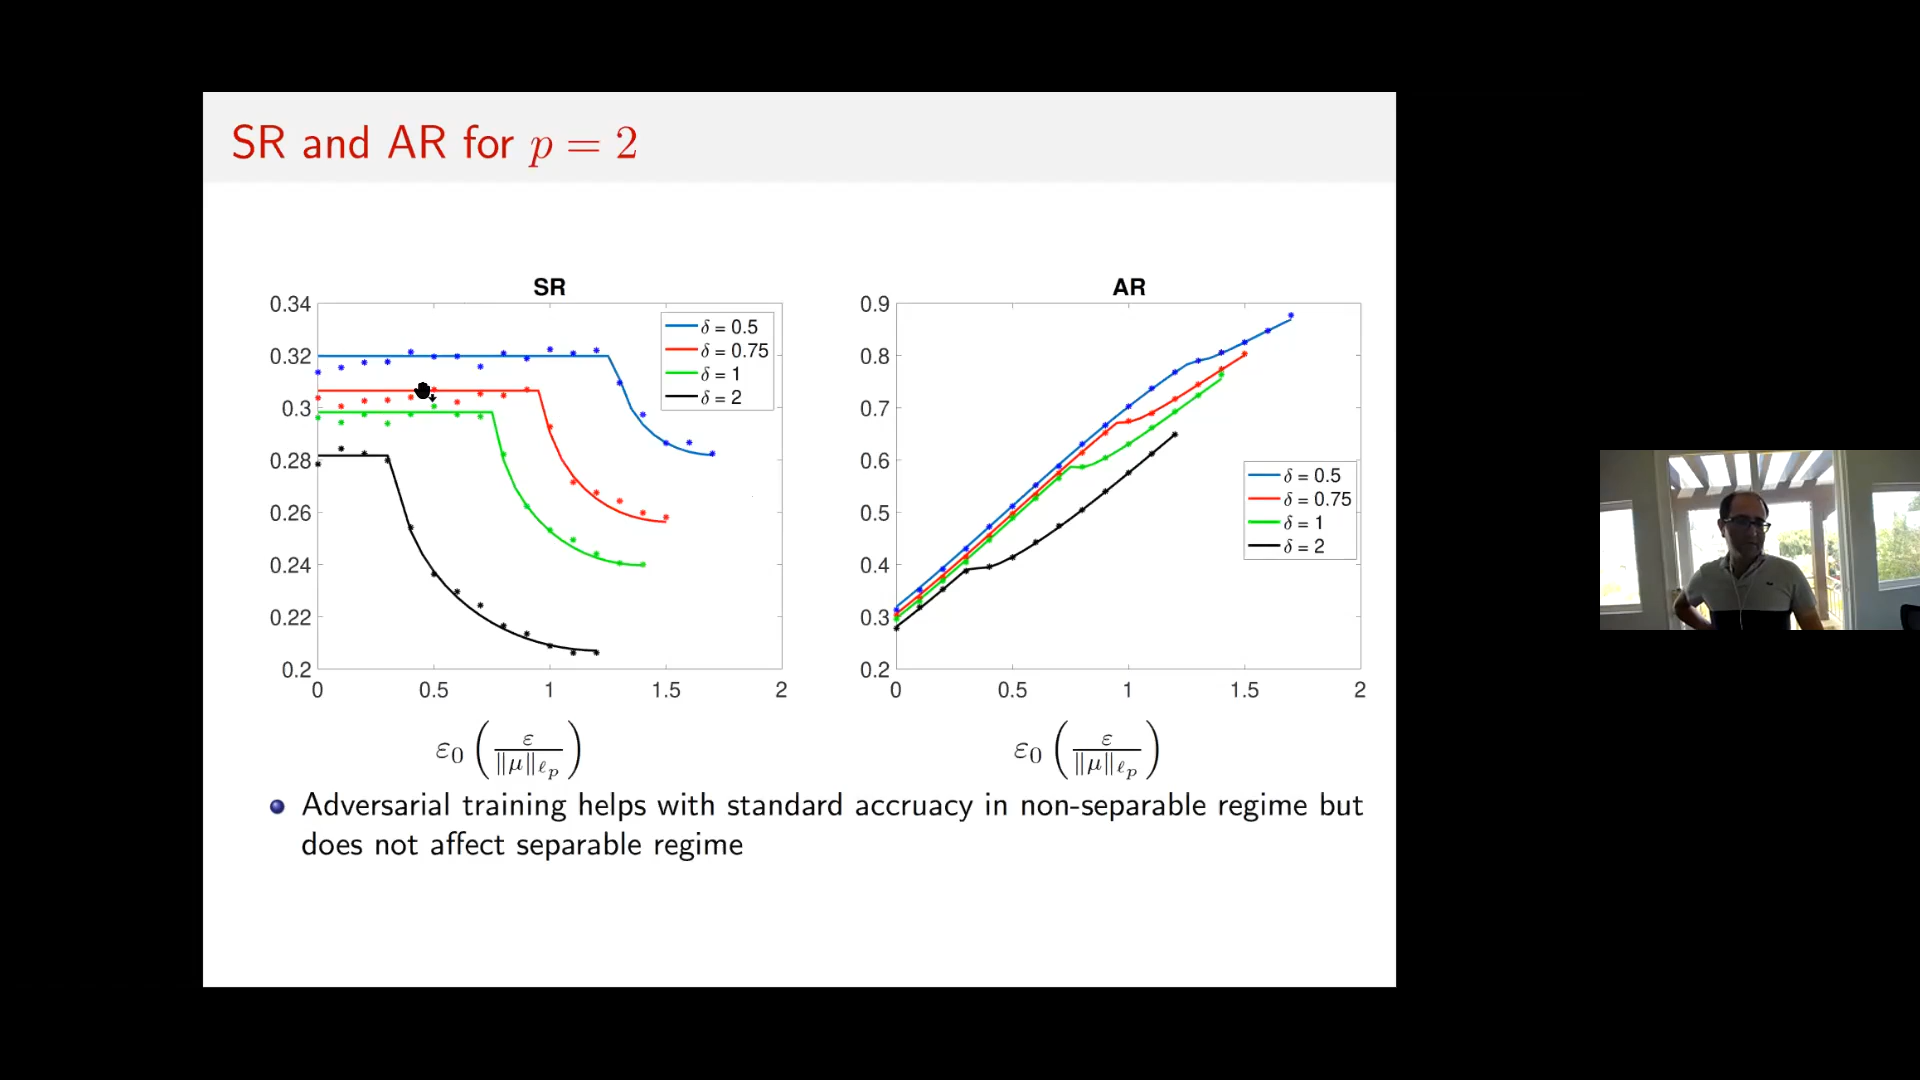 SR and AR for p = 2
SR
0.34
0.32
0.3
0.28
0.26
0.24
0.22
0.2
0 0.5 1 1.5 2
δ = 0.5
δ = 0.75
δ = 1
δ = 2
ε₀ (ε / ‖μ‖ℓₚ)
AR
0.9
0.8
0.7
0.6
0.5
0.4
0.3
0.2
0 0.5 1 1.5 2
δ = 0.5
δ = 0.75
δ = 1
δ = 2
ε₀ (ε / ‖μ‖ℓₚ)
Adversarial training helps with standard accruacy in non-separable regime but
does not affect separable regime